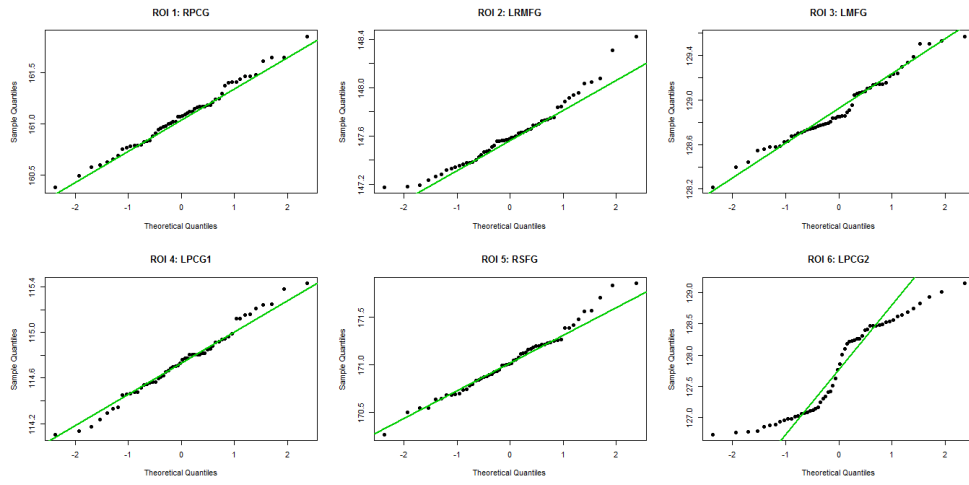 ROI 1: RPCG
ROI 2: LRMFG
ROI 3: LMFG
Sample Quantiles
160.5 161.0 161.5
-2 -1 0 1 2
Theoretical Quantiles
Sample Quantiles
147.2 147.6 148.0 148.4
-2 -1 0 1 2
Theoretical Quantiles
Sample Quantiles
128.2 128.6 129.0 129.4
-2 -1 0 1 2
Theoretical Quantiles
ROI 4: LPCG1
ROI 5: RSFG
ROI 6: LPCG2
Sample Quantiles
114.2 114.6 115.0 115.4
-2 -1 0 1 2
Theoretical Quantiles
Sample Quantiles
170.5 171.0 171.5
-2 -1 0 1 2
Theoretical Quantiles
Sample Quantiles
127.0 127.5 128.0 128.5 129.0
-2 -1 0 1 2
Theoretical Quantiles